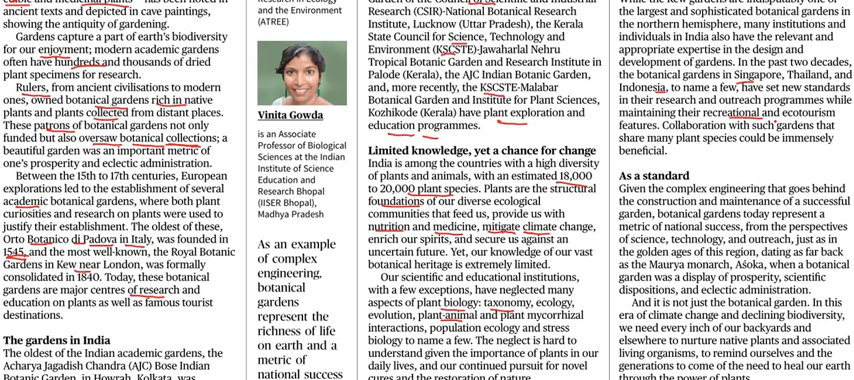 ancient texts and depicted in cave paintings,
showing the antiquity of gardening.
Gardens capture a part of earth's biodiversity
for our enjoyment; modern academic gardens
often have hundreds and thousands of dried
plant specimens for research.
Rulers, from ancient civilisations to modern
ones, owned botanical gardens rich in native
plants and plants collected from distant places.
These patrons of botanical gardens not only
funded but also oversaw botanical collections; a
beautiful garden was an important metric of
one's prosperity and eclectic administration.
Between the 15th to 17th centuries, European
explorations led to the establishment of several
academic botanical gardens, where both plant
curiosities and research on plants were used to
justify their establishment. The oldest of these,
Orto Botanico di Padova in Italy, was founded in
1545, and the most well-known, the Royal Botanic
Gardens in Kew near London, was formally
consolidated in 1840. Today, these botanical
gardens are major centres of research and
education on plants as well as famous tourist
destinations.
The gardens in India
The oldest of the Indian academic gardens, the
Acharya Jagadish Chandra (AJC) Bose Indian
Botanic Garden, in Howrah, Kolkata, was
Research in Ecology
and the Environment
(ATREE)
Vinita Gowda
is an Associate
Professor of Biological
Sciences at the Indian
Institute of Science
Education and
Research Bhopal
(IISER Bhopal),
Madhya Pradesh
As an example
of complex
engineering,
botanical
gardens
represent the
richness of life
on earth and a
metric of
national success
Research (CSIR)-National Botanical Research
Institute, Lucknow (Uttar Pradesh), the Kerala
State Council for Science, Technology and
Environment (KSCSTE)-Jawaharlal Nehru
Tropical Botanic Garden and Research Institute in
Palode (Kerala), the AJC Indian Botanic Garden,
and, more recently, the KSCSTE-Malabar
Botanical Garden and Institute for Plant Sciences,
Kozhikode (Kerala) have plant exploration and
education programmes.
Limited knowledge, yet a chance for change
India is among the countries with a high diversity
of plants and animals, with an estimated 18,000
to 20,000 plant species. Plants are the structural
foundations of our diverse ecological
communities that feed us, provide us with
nutrition and medicine, mitigate climate change,
enrich our spirits, and secure us against an
uncertain future. Yet, our knowledge of our vast
botanical heritage is extremely limited.
Our scientific and educational institutions,
with a few exceptions, have neglected many
aspects of plant biology: taxonomy, ecology,
evolution, plant-animal and plant mycorrhizal
interactions, population ecology and stress
biology to name a few. The neglect is hard to
understand given the importance of plants in our
daily lives, and our continued pursuit for novel
cures and the restoration of nature.
the largest and sophisticated botanical gardens in
the northern hemisphere, many institutions and
individuals in India also have the relevant and
appropriate expertise in the design and
development of gardens. In the past two decades,
the botanical gardens in Singapore, Thailand, and
Indonesia, to name a few, have set new standards
in their research and outreach programmes while
maintaining their recreational and ecotourism
features. Collaboration with such gardens that
share many plant species could be immensely
beneficial.
As a standard
Given the complex engineering that goes behind
the construction and maintenance of a successful
garden, botanical gardens today represent a
metric of national success, from the perspectives
of science, technology, and outreach, just as in
the golden ages of this region, dating as far back
as the Maurya monarch, Aśoka, when a botanical
garden was a display of prosperity, scientific
dispositions, and eclectic administration.
And it is not just the botanical garden. In this
era of climate change and declining biodiversity,
we need every inch of our backyards and
elsewhere to nurture native plants and associated
living organisms, to remind ourselves and the
generations to come of the need to heal our earth
through the power of plants.